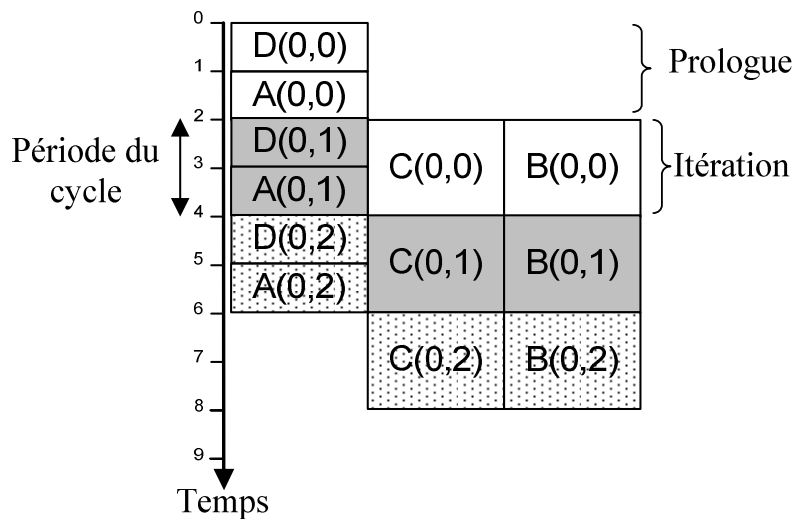 0
D(0,0)
Prologue
1
A(0,0)
2
D(0,1)
Période du
cycle
3
C(0,0)
B(0,0)
Itération
A(0,1)
4
D(0,2)
5
C(0,1)
B(0,1)
A(0,2)
6
7
C(0,2)
B(0,2)
8
9
Temps